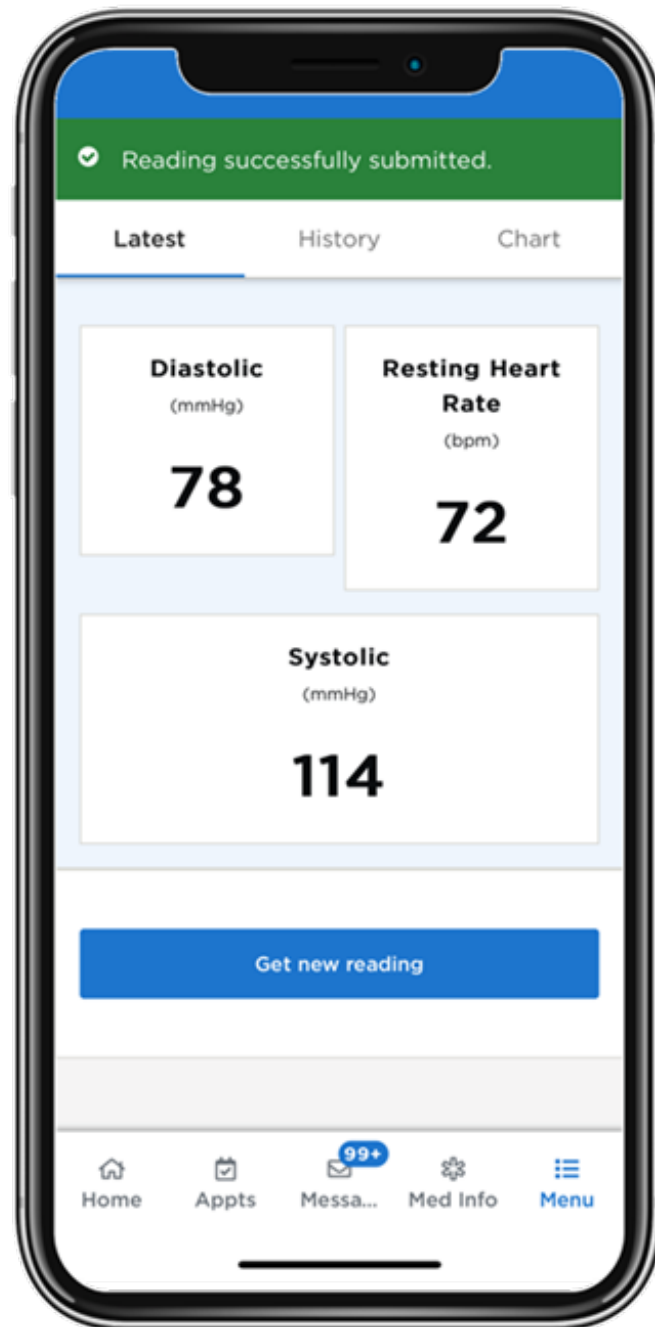 Reading successfully submitted.
Latest History Chart
Diastolic
(mmHg)
78
Resting Heart
Rate
(bpm)
72
Systolic
(mmHg)
114
Get new reading
99+
Home Appts Messa... Med Info Menu